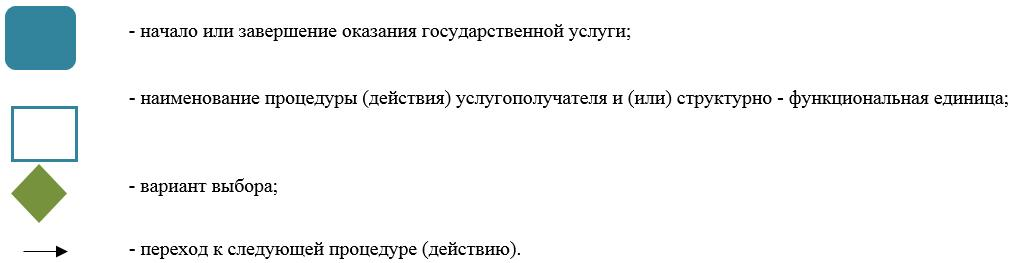 - начало или завершение оказания государственной услуги;
- наименование процедуры (действия) услугополучателя и (или) структурно - функциональная единица;
- вариант выбора;
- переход к следующей процедуре (действию).